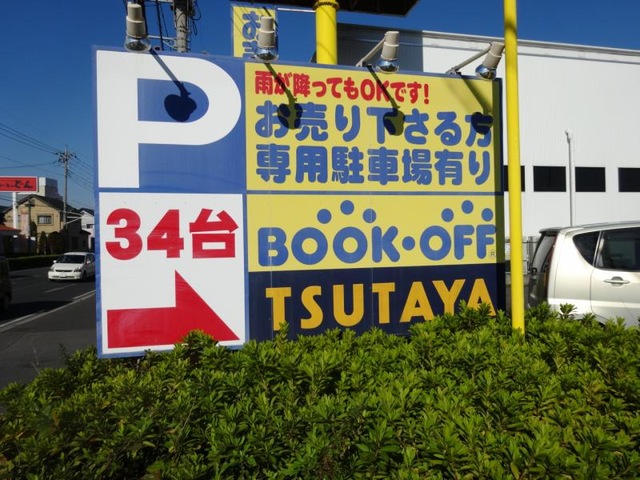 P
34台
雨が降ってもOKです!
お売り下さる方
専用駐車場有り
BOOK・OFF
TSUTAYA